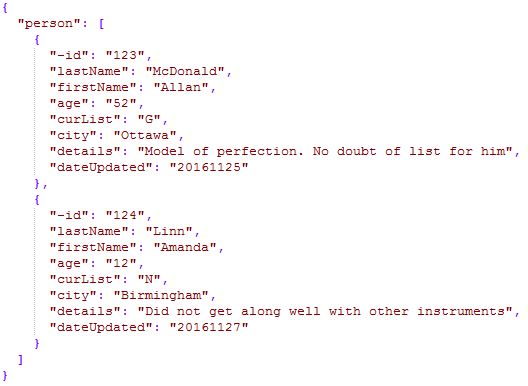 {
  "person": [
    {
      "-id": "123",
      "lastName": "McDonald",
      "firstName": "Allan",
      "age": "52",
      "curList": "G",
      "city": "Ottawa",
      "details": "Model of perfection. No doubt of list for him",
      "dateUpdated": "20161125"
    },
    {
      "-id": "124",
      "lastName": "Linn",
      "firstName": "Amanda",
      "age": "12",
      "curList": "N",
      "city": "Birmingham",
      "details": "Did not get along well with other instruments",
      "dateUpdated": "20161127"
    }
  ]
}